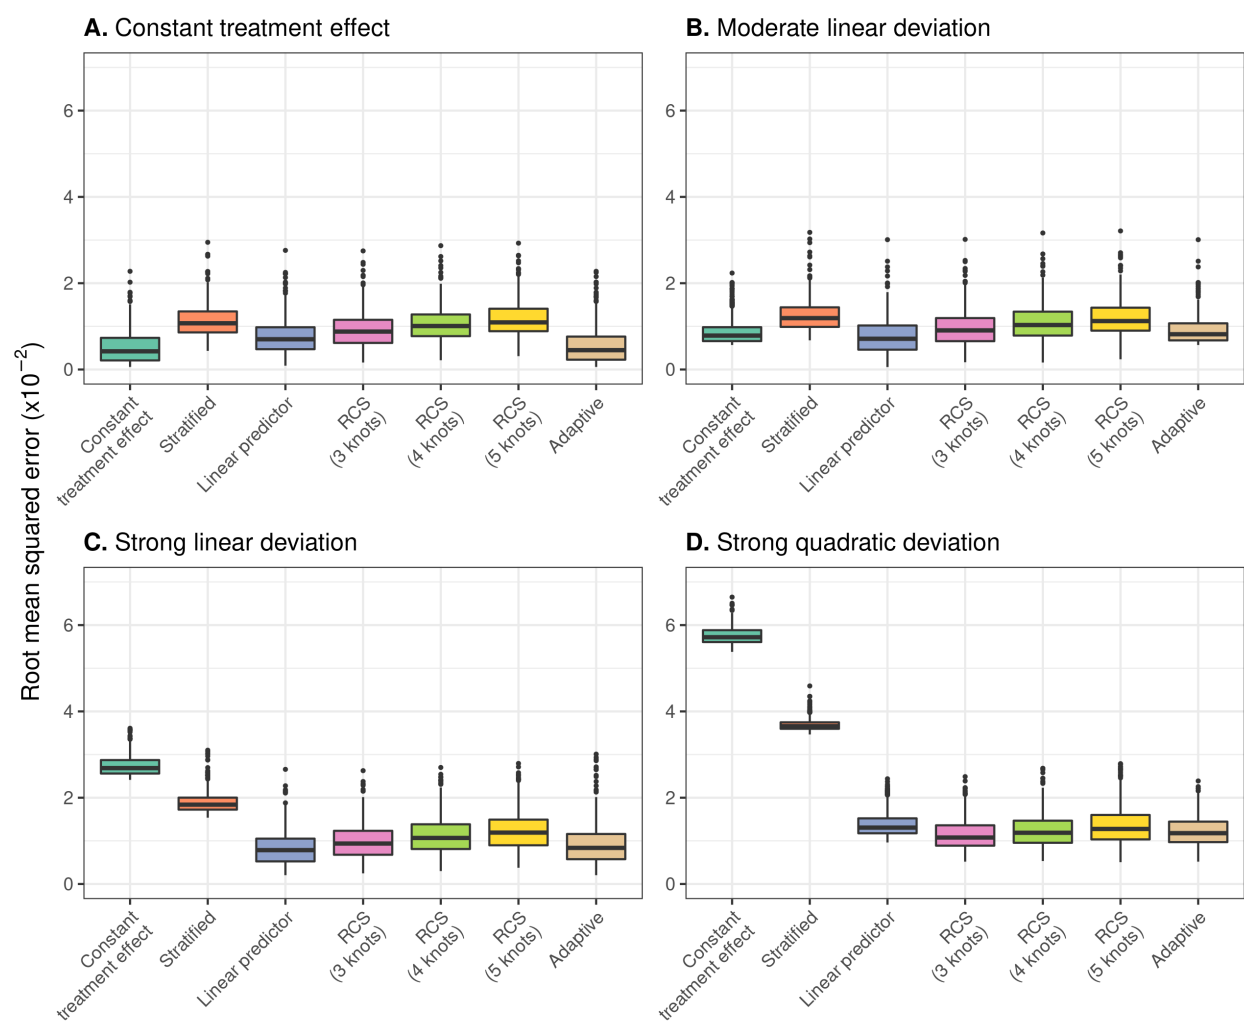 A. Constant treatment effect
6
4
2
0
Constant
treatment effect
Stratified
Linear predictor
RCS
(3 knots)
RCS
(4 knots)
RCS
(5 knots)
Adaptive
B. Moderate linear deviation
6
4
2
0
Constant
treatment effect
Stratified
Linear predictor
RCS
(3 knots)
RCS
(4 knots)
RCS
(5 knots)
Adaptive
Root mean squared error (x10⁻²)
C. Strong linear deviation
6
4
2
0
Constant
treatment effect
Stratified
Linear predictor
RCS
(3 knots)
RCS
(4 knots)
RCS
(5 knots)
Adaptive
D. Strong quadratic deviation
6
4
2
0
Constant
treatment effect
Stratified
Linear predictor
RCS
(3 knots)
RCS
(4 knots)
RCS
(5 knots)
Adaptive